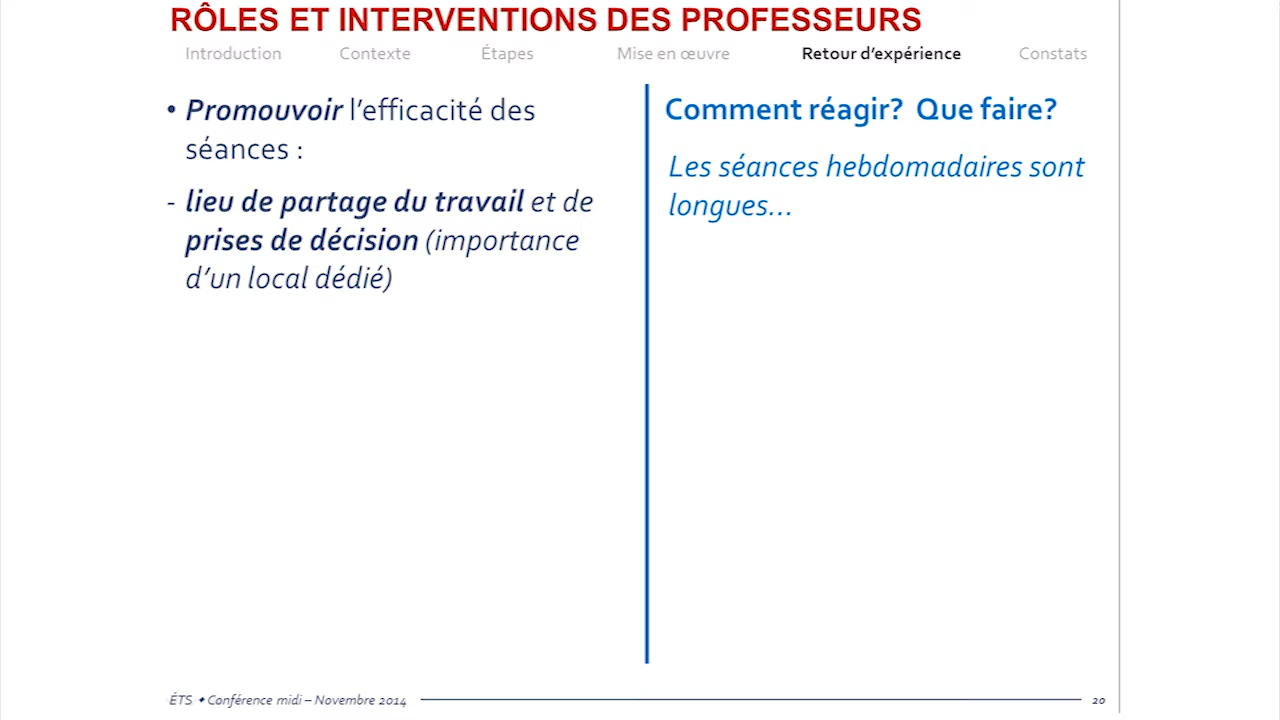 RÔLES ET INTERVENTIONS DES PROFESSEURS
Introduction Contexte Étapes Mise en œuvre Retour d’expérience Constats
• Promouvoir l’efficacité des
séances :
- lieu de partage du travail et de
prises de décision (importance
d’un local dédié)
Comment réagir? Que faire?
Les séances hebdomadaires sont
longues…
ÉTS ✦ Conférence midi – Novembre 2014
20